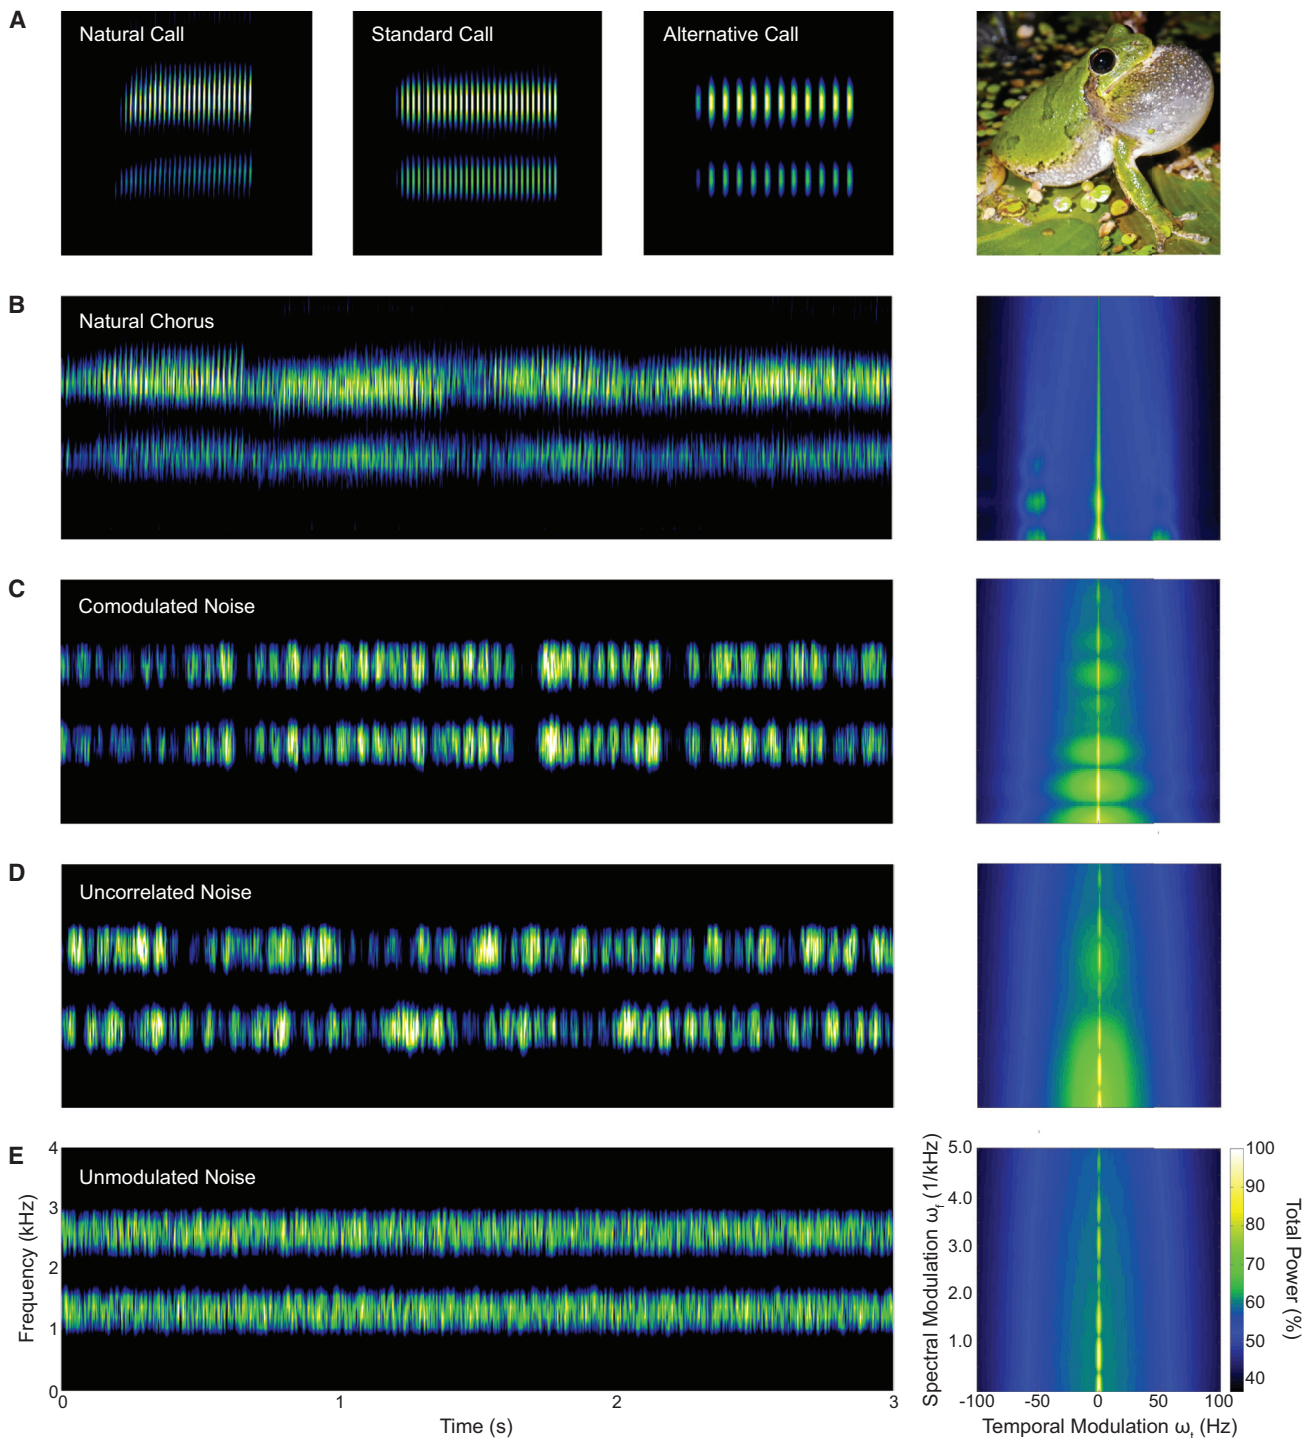 A
Natural Call
Standard Call
Alternative Call
B
Natural Chorus
C
Comodulated Noise
D
Uncorrelated Noise
E
Unmodulated Noise
4
3
2
1
0
Frequency (kHz)
0 1 2 3
Time (s)
Spectral Modulation ωf (1/kHz)
5.0
4.0
3.0
2.0
1.0
-100 -50 0 50 100
Temporal Modulation ωt (Hz)
100
90
80
70
60
50
40
Total Power (%)